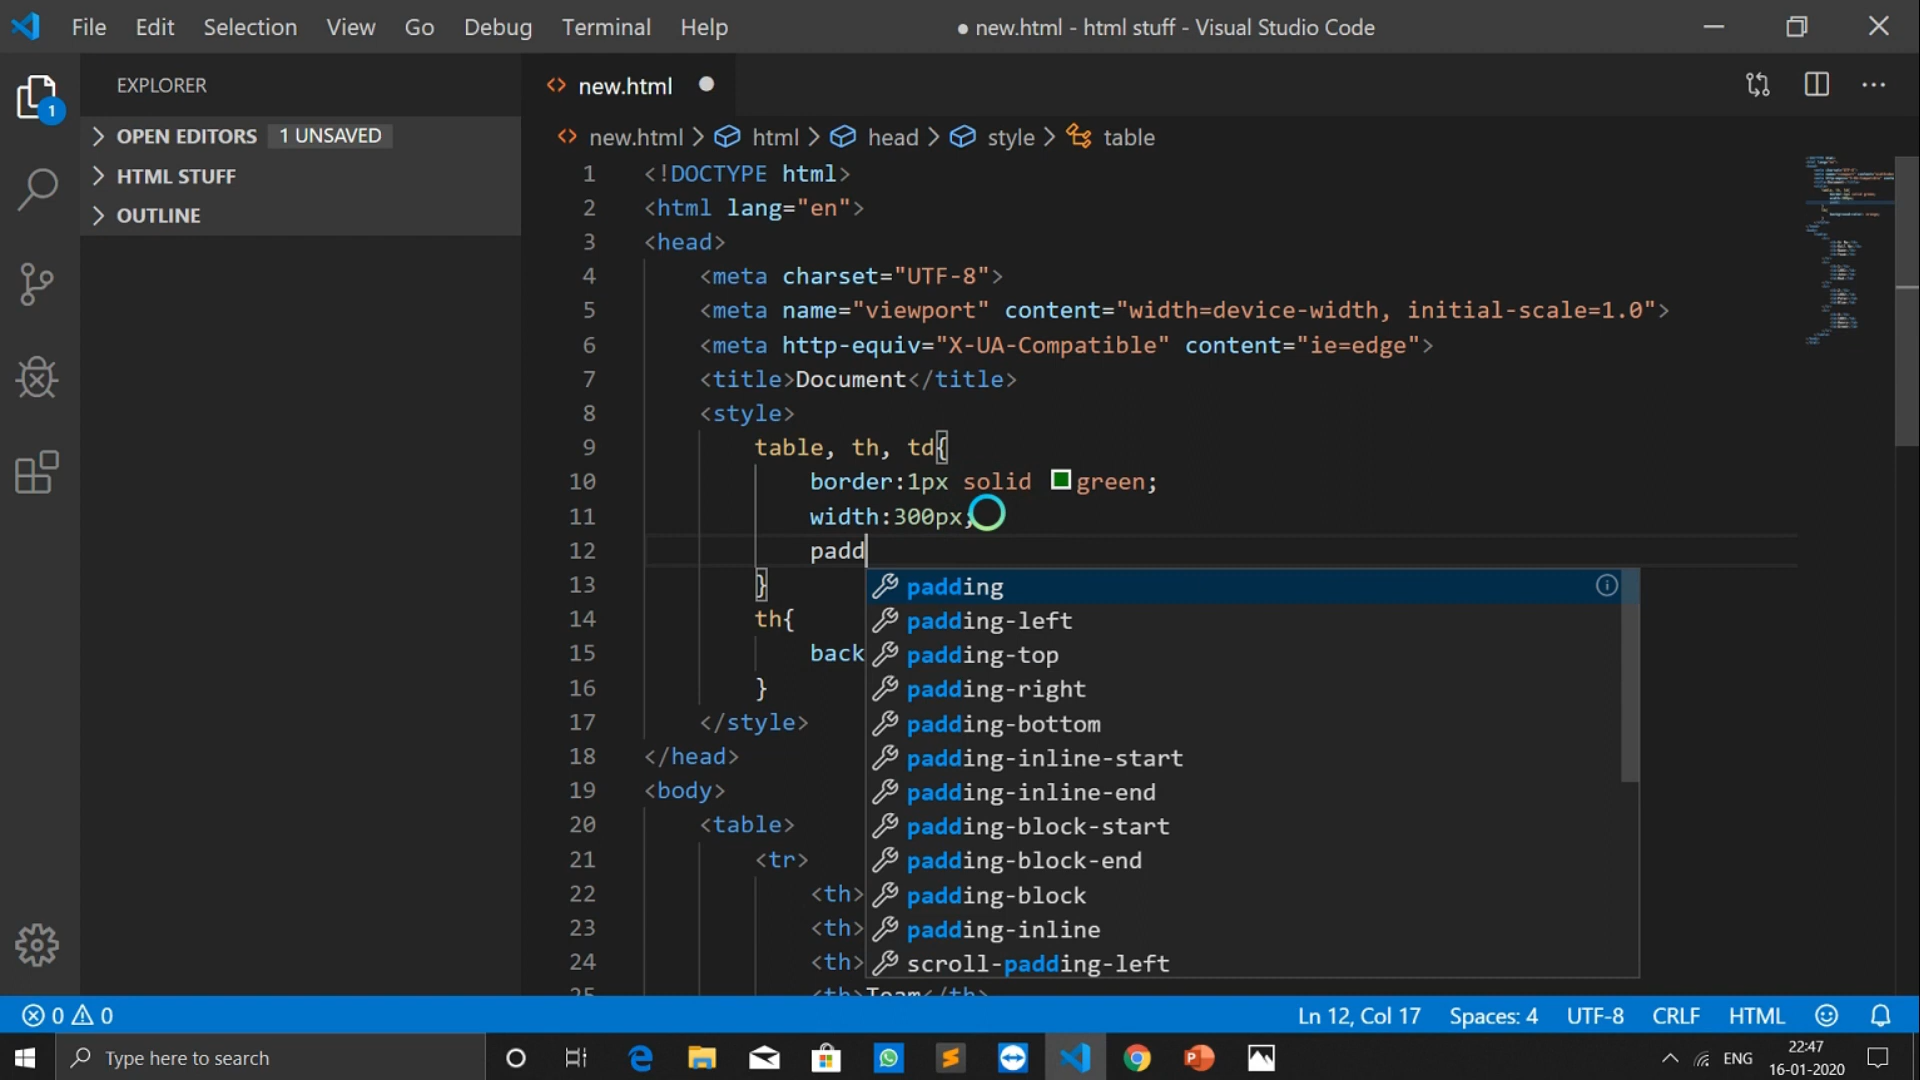 File Edit Selection View Go Debug Terminal Help ● new.html - html stuff - Visual Studio Code
EXPLORER
1
OPEN EDITORS 1 UNSAVED
HTML STUFF
OUTLINE
<> new.html
<> new.html > html > head > style > table
1 <!DOCTYPE html>
2 <html lang="en">
3 <head>
4 <meta charset="UTF-8">
5 <meta name="viewport" content="width=device-width, initial-scale=1.0">
6 <meta http-equiv="X-UA-Compatible" content="ie=edge">
7 <title>Document</title>
8 <style>
9 table, th, td{
10 border:1px solid green;
11 width:300px;
12 padd
13 }
14 th{
15 back
16 }
17 </style>
18 </head>
19 <body>
20 <table>
21 <tr>
22 <th>
23 <th>
24 <th>
25 <th>Team</th>
padding
padding-left
padding-top
padding-right
padding-bottom
padding-inline-start
padding-inline-end
padding-block-start
padding-block-end
padding-block
padding-inline
scroll-padding-left
0 0 Ln 12, Col 17 Spaces: 4 UTF-8 CRLF HTML
Type here to search
ENG
22:47
16-01-2020